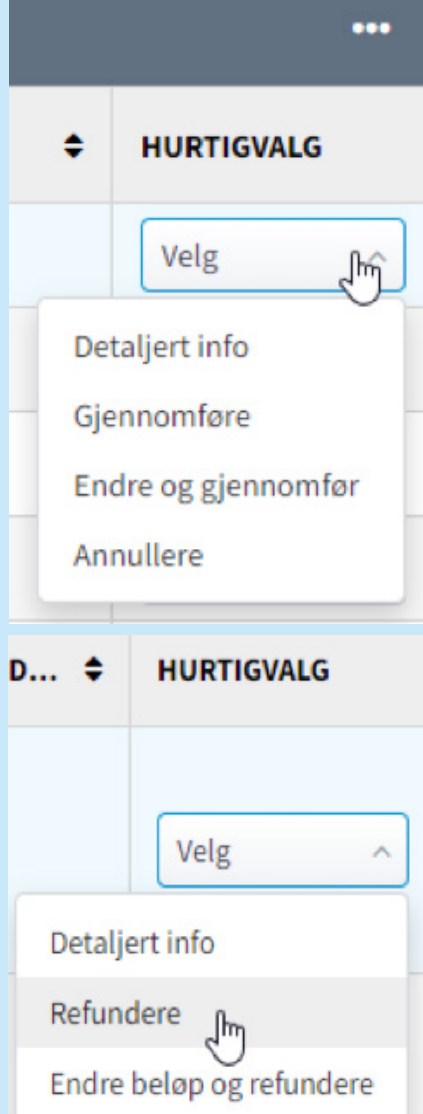 HURTIGVALG
Velg
Detaljert info
Gjennomføre
Endre og gjennomfør
Annullere
D... HURTIGVALG
Velg
Detaljert info
Refundere
Endre beløp og refundere